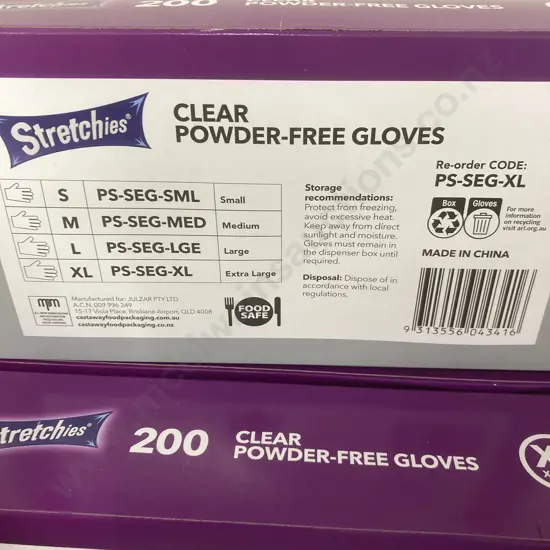 200 POWDER-FREE GLOVES
Stretchies®
CLEAR
POWDER-FREE GLOVES
Re-order CODE:
PS-SEG-XL
S PS-SEG-SML Small
M PS-SEG-MED Medium
L PS-SEG-LGE Large
XL PS-SEG-XL Extra Large
Storage
recommendations:
Protect from freezing,
avoid excessive heat.
Keep away from direct
sunlight and moisture.
Gloves must remain in
the dispenser box until
required.
Disposal: Dispose of in
accordance with local
regulations.
Box
Gloves
For more
information
on recycling
visit arl.org.au
MADE IN CHINA
9 313556 043416
Manufactured for: JULZAR PTY LTD
A.C.N. 009 996 249
15-17 Viola Place, Brisbane Airport, QLD 4008
castawayfoodpackaging.com.au
castawayfoodpackaging.co.nz
FOOD
SAFE
tretchies®
200
CLEAR
POWDER-FREE GLOVES
X